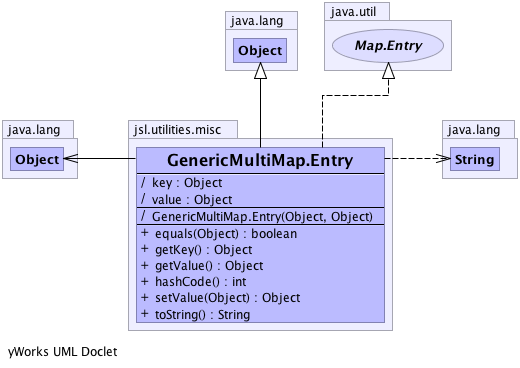 java.lang
Object
java.util
Map.Entry
java.lang
Object
jsl.utilities.misc
java.lang
String
GenericMultiMap.Entry
/ key : Object
/ value : Object
/ GenericMultiMap.Entry(Object, Object)
+ equals(Object) : boolean
+ getKey() : Object
+ getValue() : Object
+ hashCode() : int
+ setValue(Object) : Object
+ toString() : String
yWorks UML Doclet